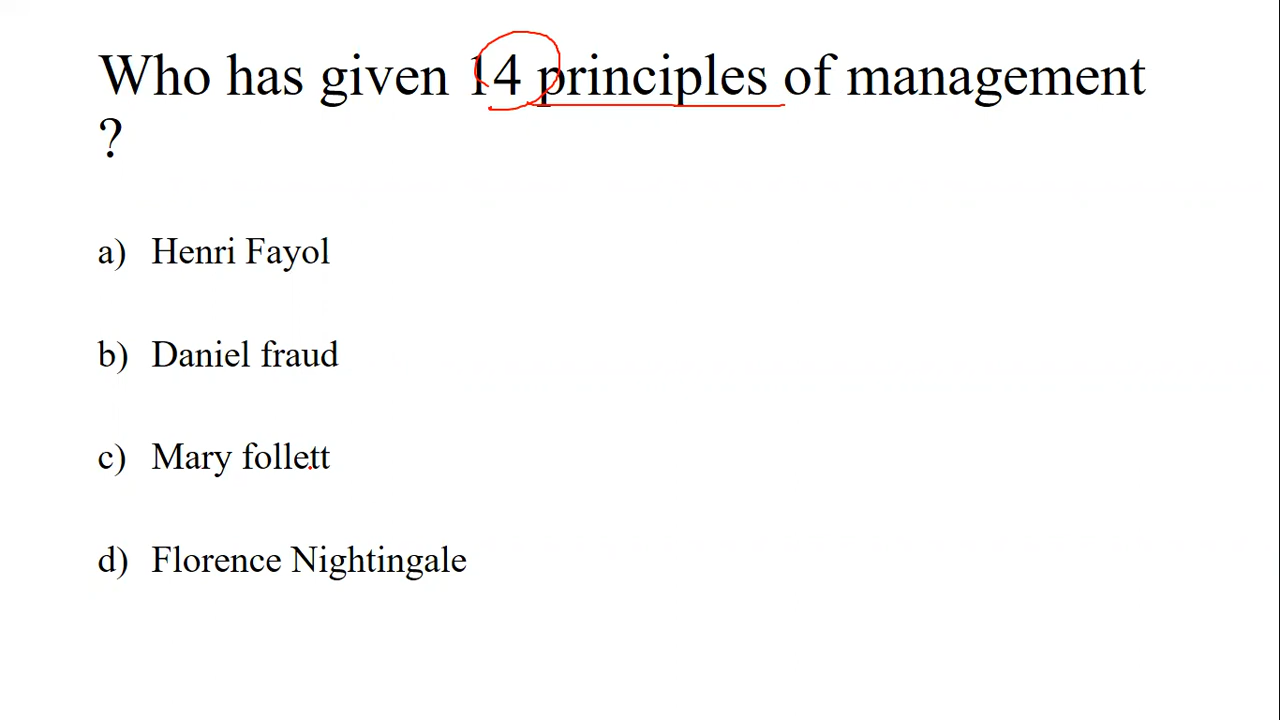 Who has given 14 principles of management
?
a) Henri Fayol
b) Daniel fraud
c) Mary follett
d) Florence Nightingale